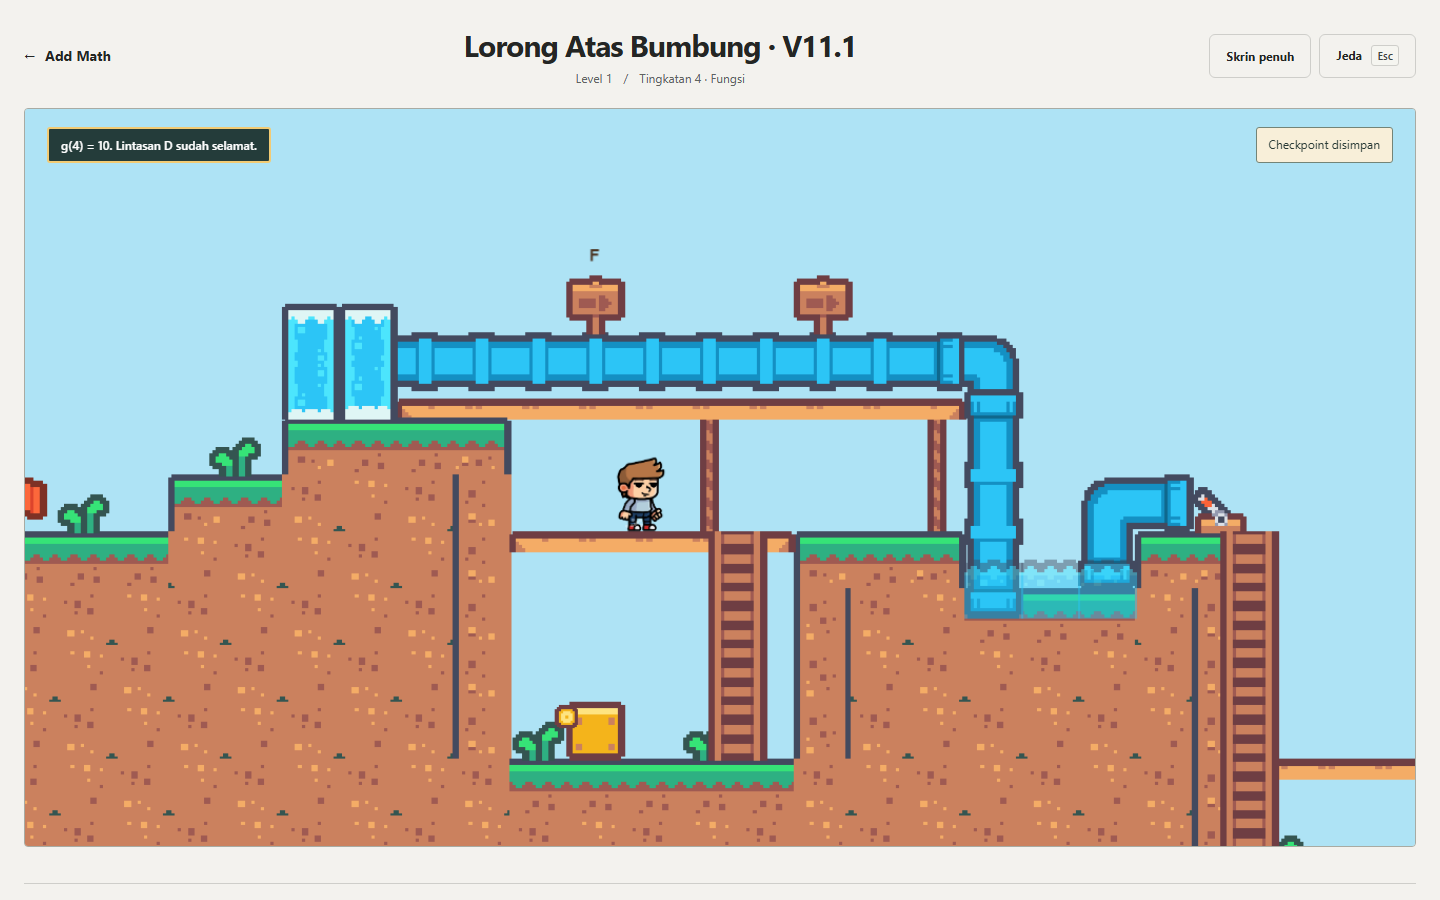 ← Add Math
Lorong Atas Bumbung · V11.1
Level 1 / Tingkatan 4 · Fungsi
Skrin penuh
Jeda Esc
g(4) = 10. Lintasan D sudah selamat.
Checkpoint disimpan
F